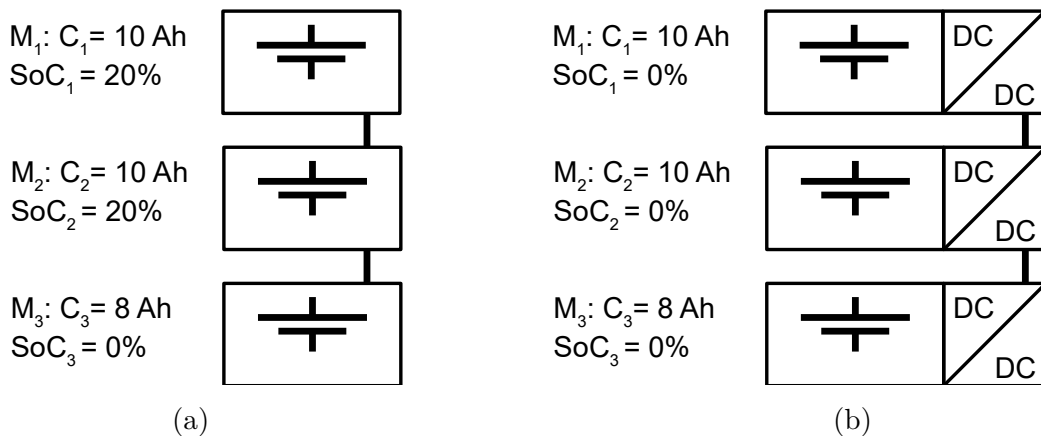 M₁: C₁= 10 Ah
SoC₁ = 20%
M₂: C₂= 10 Ah
SoC₂ = 20%
M₃: C₃= 8 Ah
SoC₃ = 0%
(a)
M₁: C₁= 10 Ah
SoC₁ = 0%
DC
DC
M₂: C₂= 10 Ah
SoC₂ = 0%
DC
DC
M₃: C₃= 8 Ah
SoC₃ = 0%
DC
DC
(b)